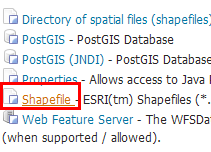 Directory of spatial files (shapefiles)
PostGIS - PostGIS Database
PostGIS (JNDI) - PostGIS Database
Properties - Allows access to Java
Shapefile - ESRI(tm) Shapefiles (*.
Web Feature Server - The WFSData
(when supported / allowed).